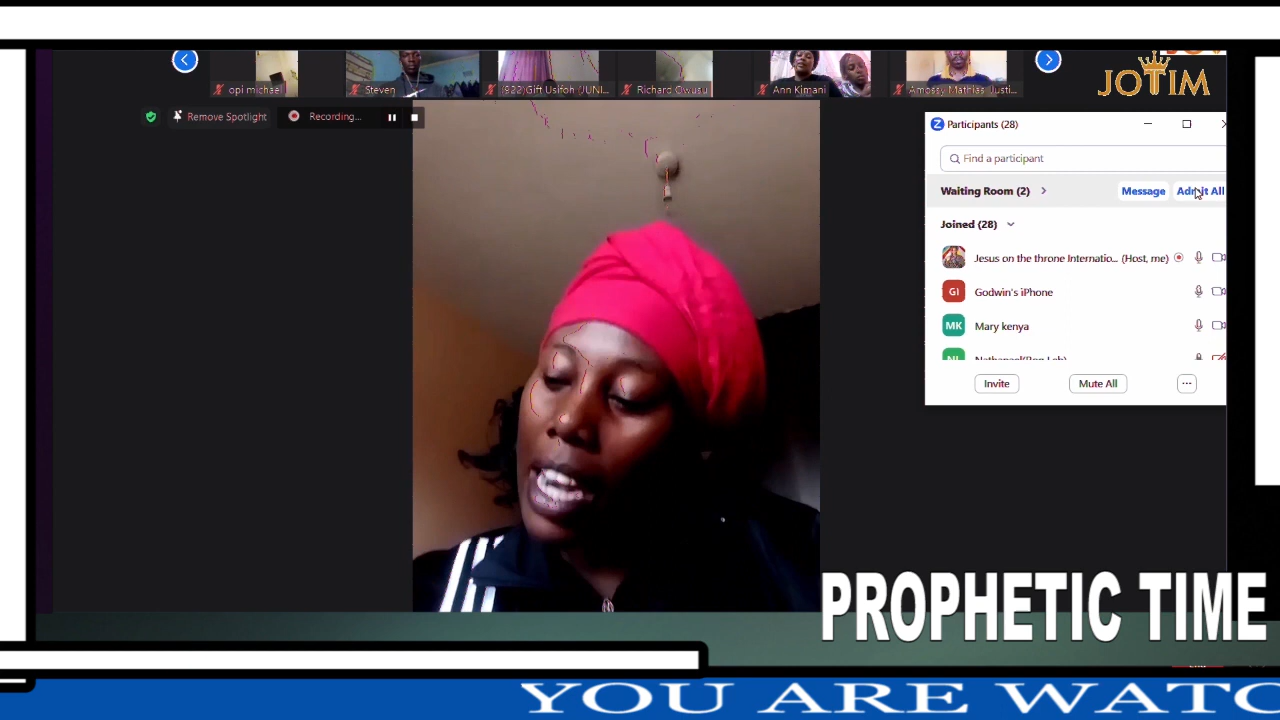 opi michael
Steven
(922)Gift Usifoh (JUNI...
Richard Owusu
Ann Kimani
Amossy Mathias Justi...
JOTIM
Remove Spotlight
Recording...
Participants (28)
Find a participant
Waiting Room (2)
Message
Admit All
Joined (28)
Jesus on the throne Internatio... (Host, me)
GI
Godwin's iPhone
MK
Mary kenya
Invite
Mute All
PROPHETIC TIME
YOU ARE WATC